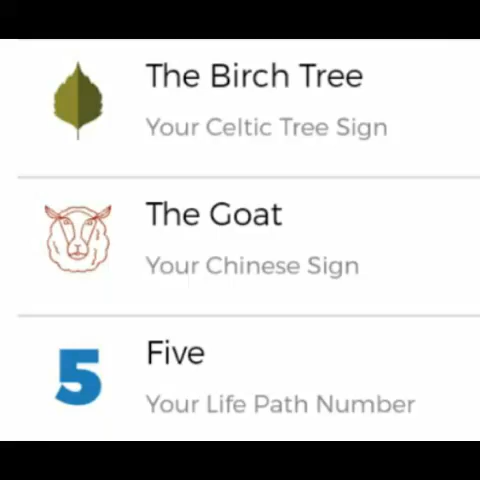 The Birch Tree
Your Celtic Tree Sign
The Goat
Your Chinese Sign
5
Five
Your Life Path Number